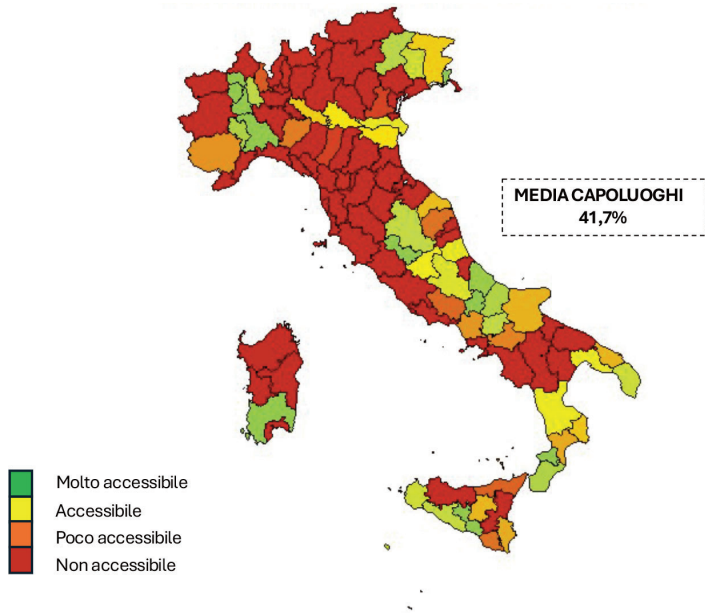 MEDIA CAPOLUOGHI
41,7%
Molto accessibile
Accessibile
Poco accessibile
Non accessibile